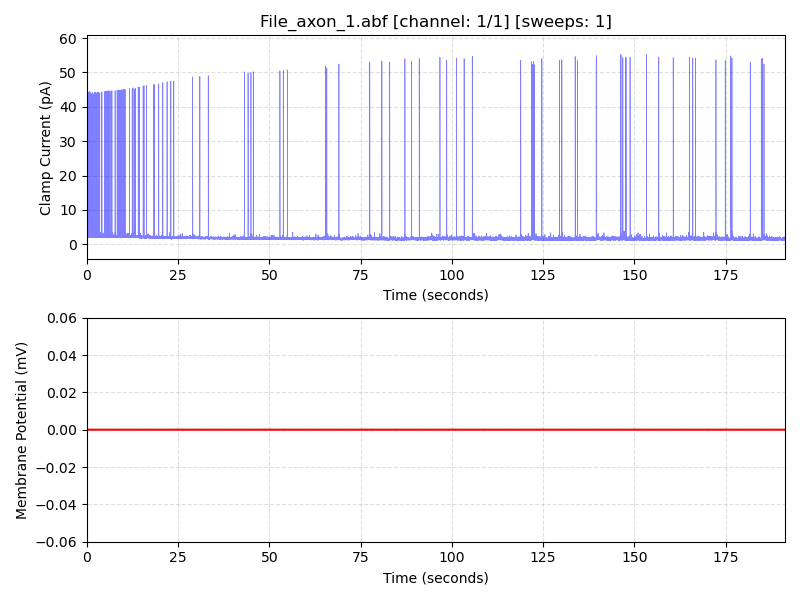 File_axon_1.abf [channel: 1/1] [sweeps: 1]
Clamp Current (pA)
60
50
40
30
20
10
0
0 25 50 75 100 125 150 175
Time (seconds)
Membrane Potential (mV)
0.06
0.04
0.02
0.00
−0.02
−0.04
−0.06
0 25 50 75 100 125 150 175
Time (seconds)